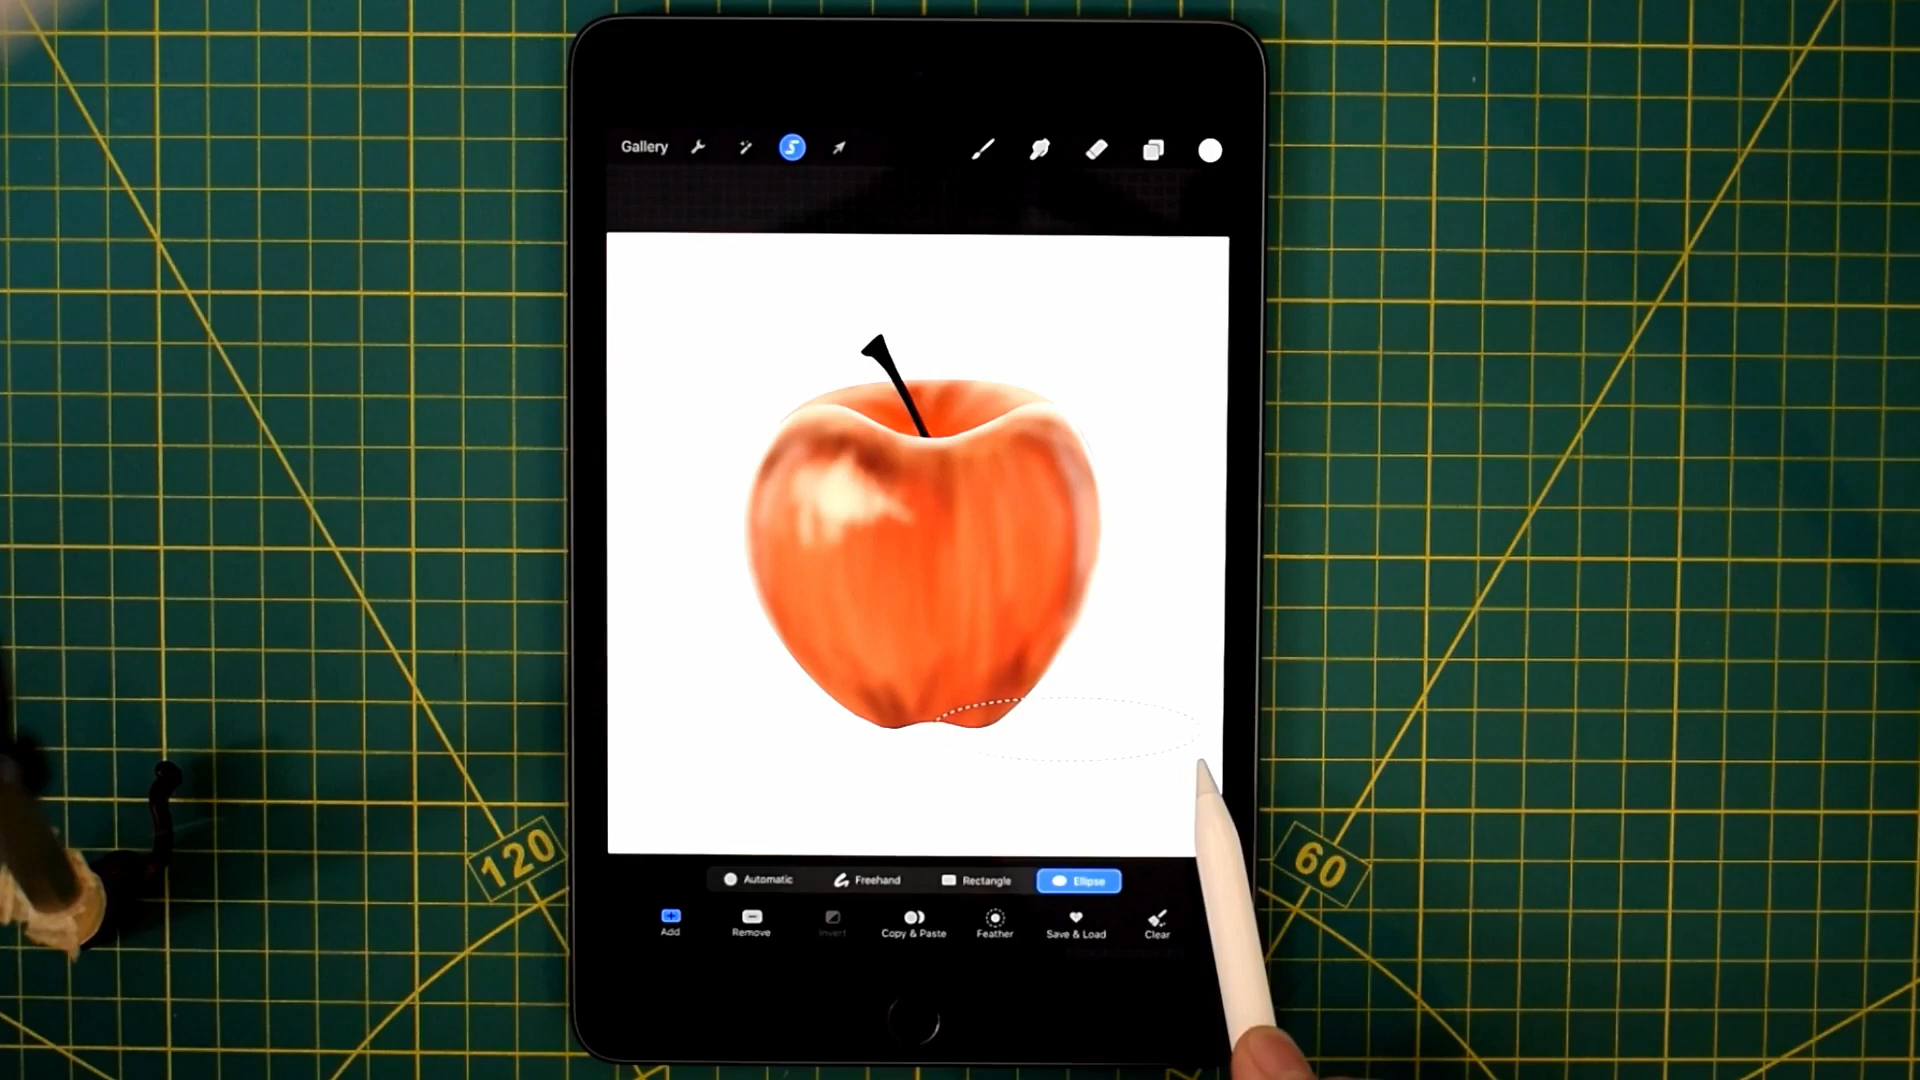 Gallery
Automatic Freehand Rectangle Ellipse
Add Remove Invert Copy & Paste Feather Save & Load Clear
120
60